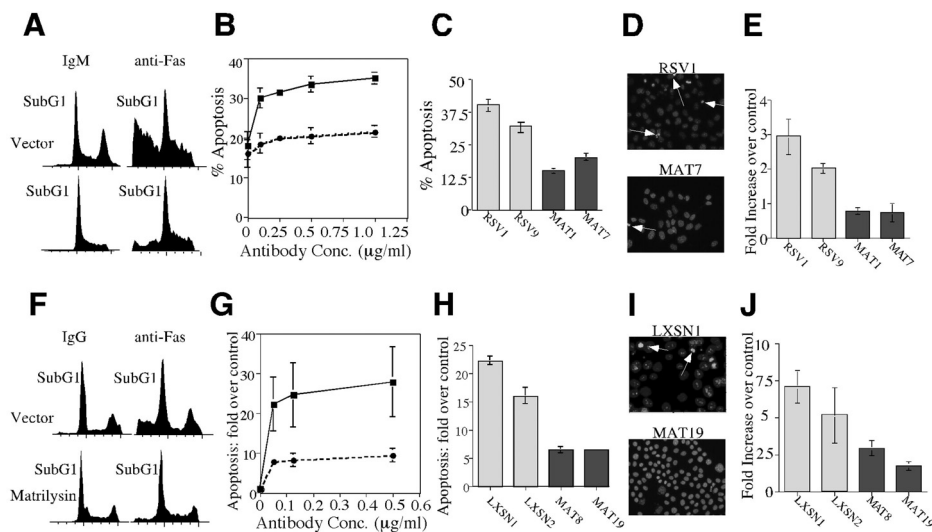 A
IgM
anti-Fas
SubG1
SubG1
Vector
SubG1
SubG1
B
% Apoptosis
40
30
20
10
0
0
0.25
0.50
0.75
1.0
1.25
Antibody Conc. (µg/ml)
C
% Apoptosis
50
37.5
25
12.5
0
RSV1
RSV9
MAT1
MAT7
D
RSV1
MAT7
E
Fold Increase over control
4
3
2
1
0
RSV1
RSV9
MAT1
MAT7
F
IgG
anti-Fas
SubG1
SubG1
Vector
SubG1
SubG1
Matrilysin
G
Apoptosis: fold over control
40
30
20
10
0
0.0
0.1
0.2
0.3
0.4
0.5
0.6
Antibody Conc. (µg/ml)
H
Apoptosis: fold over control
25
20
15
10
5
0
LXSN1
LXSN2
MAT8
MAT19
I
LXSN1
MAT19
J
Fold Increase over control
10
7.5
5
2.5
0
LXSN1
LXSN2
MAT8
MAT19